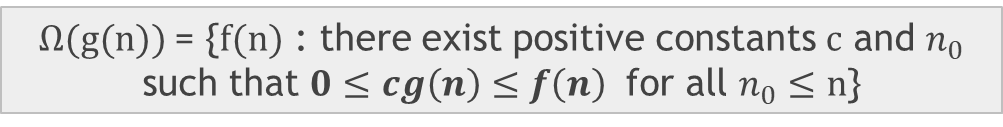 Ω(g(n)) = {f(n) : there exist positive constants c and n₀
such that 0 ≤ cg(n) ≤ f(n) for all n₀ ≤ n}